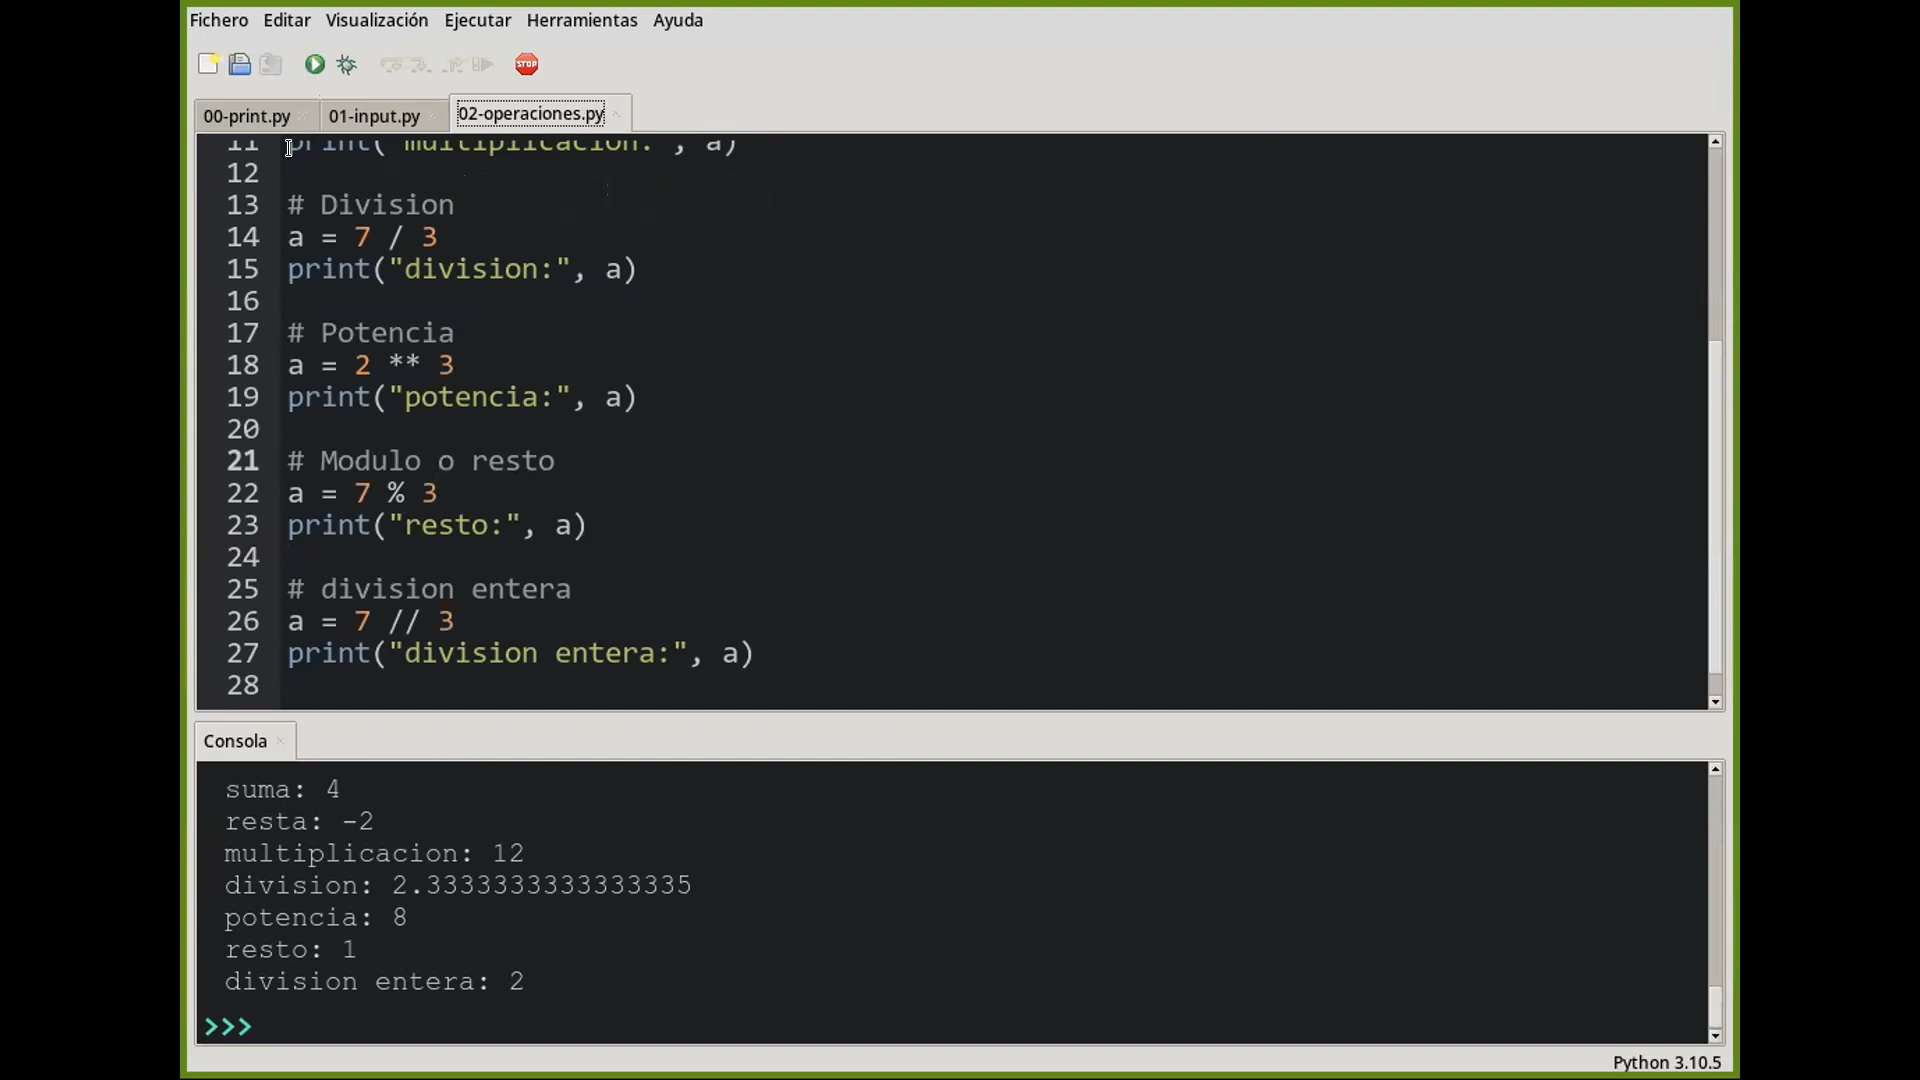 Fichero Editar Visualización Ejecutar Herramientas Ayuda
STOP
00-print.py 01-input.py 02-operaciones.py
11 print("multiplicacion:", a)
12
13 # Division
14 a = 7 / 3
15 print("division:", a)
16
17 # Potencia
18 a = 2 ** 3
19 print("potencia:", a)
20
21 # Modulo o resto
22 a = 7 % 3
23 print("resto:", a)
24
25 # division entera
26 a = 7 // 3
27 print("division entera:", a)
28
Consola
suma: 4
resta: -2
multiplicacion: 12
division: 2.3333333333333335
potencia: 8
resto: 1
division entera: 2
>>>
Python 3.10.5